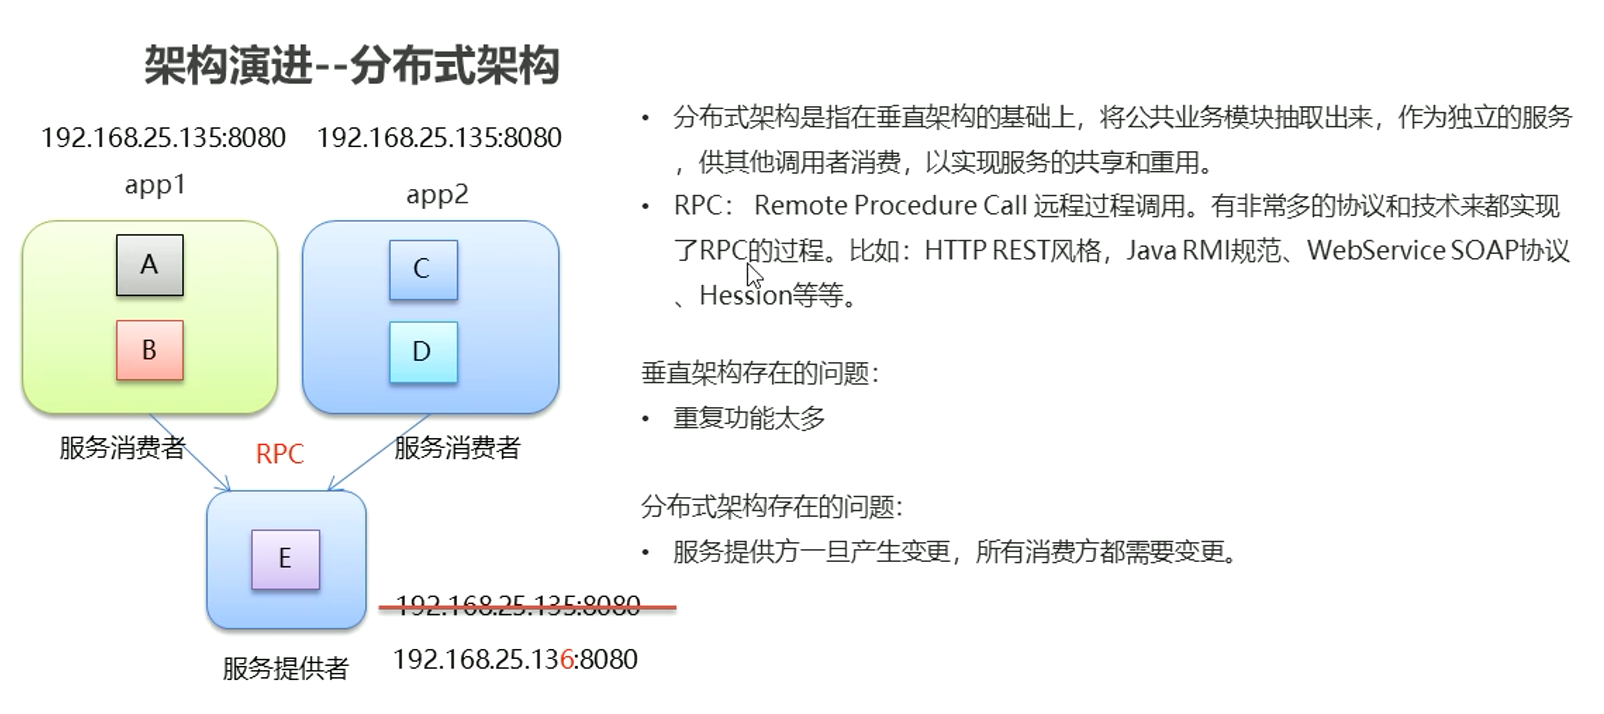 架构演进--分布式架构
192.168.25.135:8080 192.168.25.135:8080
app1
app2
A
B
C
D
服务消费者
RPC
服务消费者
E
192.168.25.135:8080
192.168.25.136:8080
服务提供者
• 分布式架构是指在垂直架构的基础上，将公共业务模块抽取出来，作为独立的服务
，供其他调用者消费，以实现服务的共享和重用。
• RPC： Remote Procedure Call 远程过程调用。有非常多的协议和技术来都实现
了RPC的过程。比如：HTTP REST风格，Java RMI规范、WebService SOAP协议
、Hession等等。
垂直架构存在的问题：
• 重复功能太多
分布式架构存在的问题：
• 服务提供方一旦产生变更，所有消费方都需要变更。